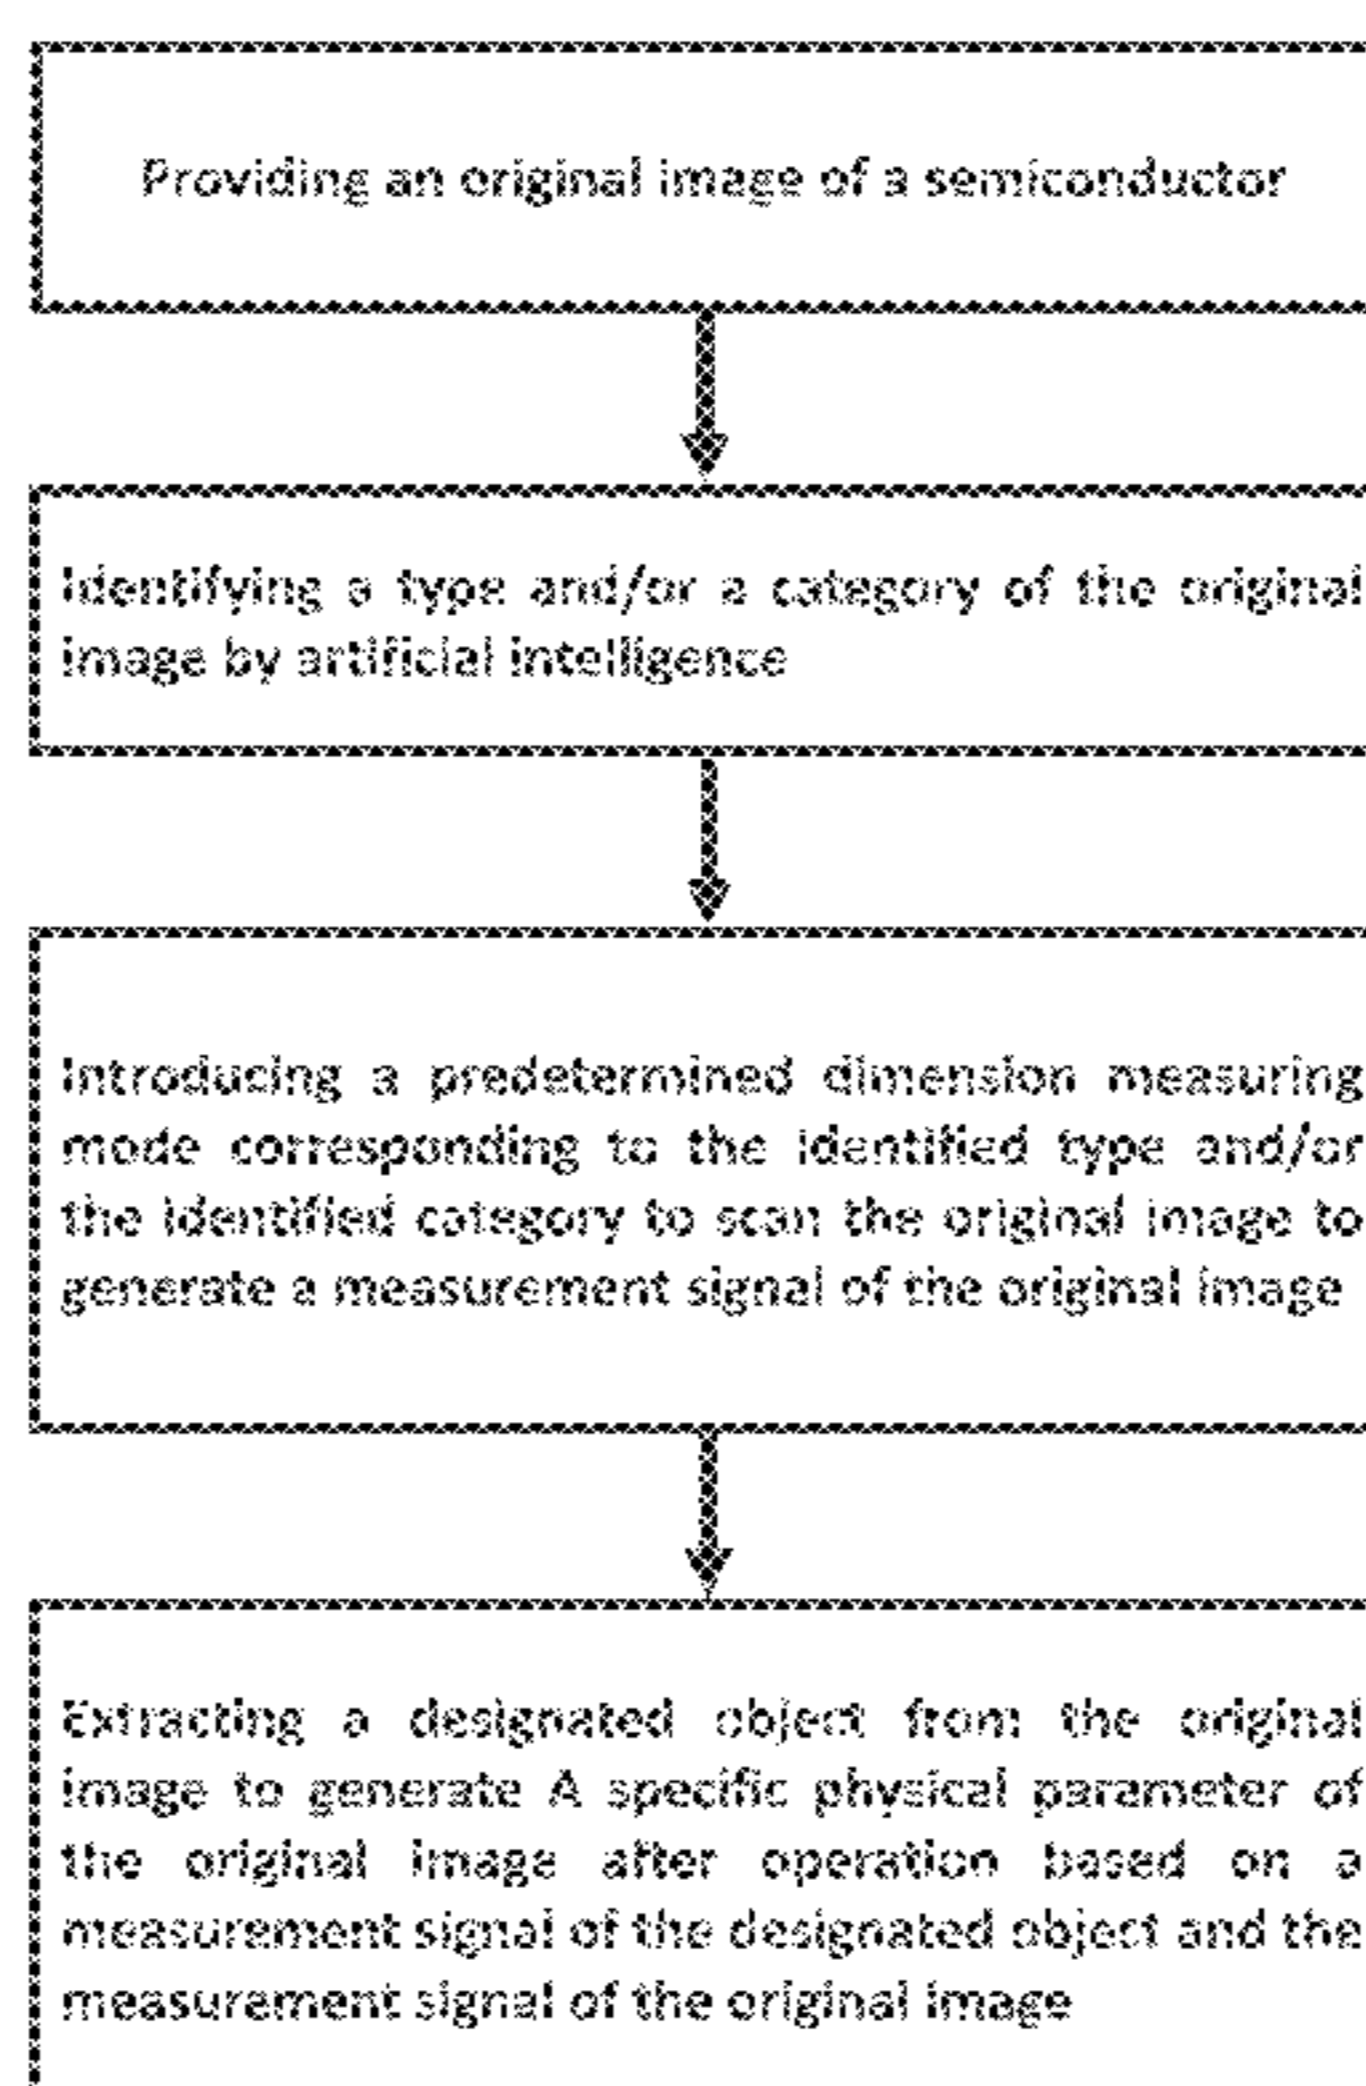 Providing an original image of a semiconductor
Identifying a type and/or a category of the original
image by artificial intelligence
Introducing a predetermined dimension measuring
mode corresponding to the identified type and/or
the identified category to scan the original image to
generate a measurement signal of the original image
Extracting a designated object from the original
image to generate A specific physical parameter of
the original image after operation based on a
measurement signal of the designated object and the
measurement signal of the original image